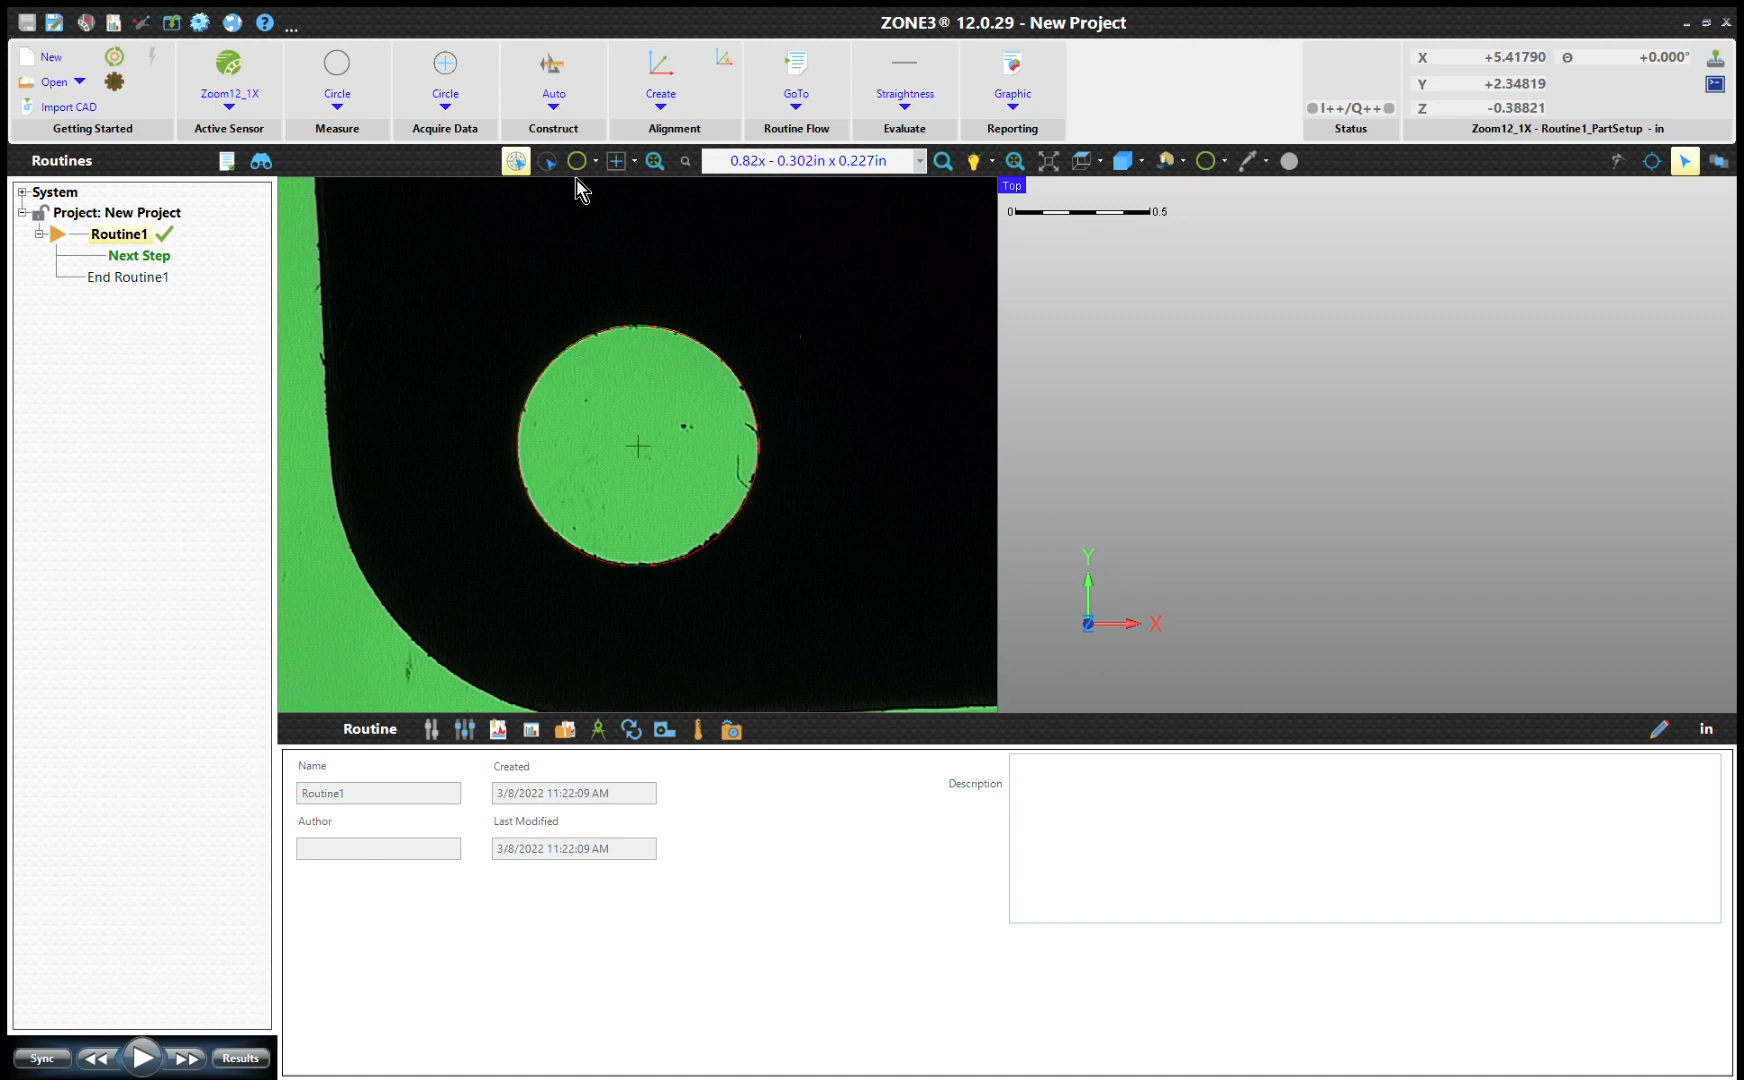 ZONE3® 12.0.29 - New Project
...
New
Open
Import CAD
Getting Started
Zoom12_1X
Active Sensor
Circle
Measure
Circle
Acquire Data
Auto
Construct
Create
Alignment
GoTo
Routine Flow
Straightness
Evaluate
Graphic
Reporting
I++/Q++
Status
X +5.41790 Θ +0.000°
Y +2.34819
Z -0.38821
Zoom12_1X - Routine1_PartSetup - in
Routines
0.82x - 0.302in x 0.227in
System
Project: New Project
Routine1
Next Step
End Routine1
Top
0 0.5
Y
X
Z
Routine
in
Name
Created
Description
Routine1
3/8/2022 11:22:09 AM
Author
Last Modified
3/8/2022 11:22:09 AM
Sync
Results